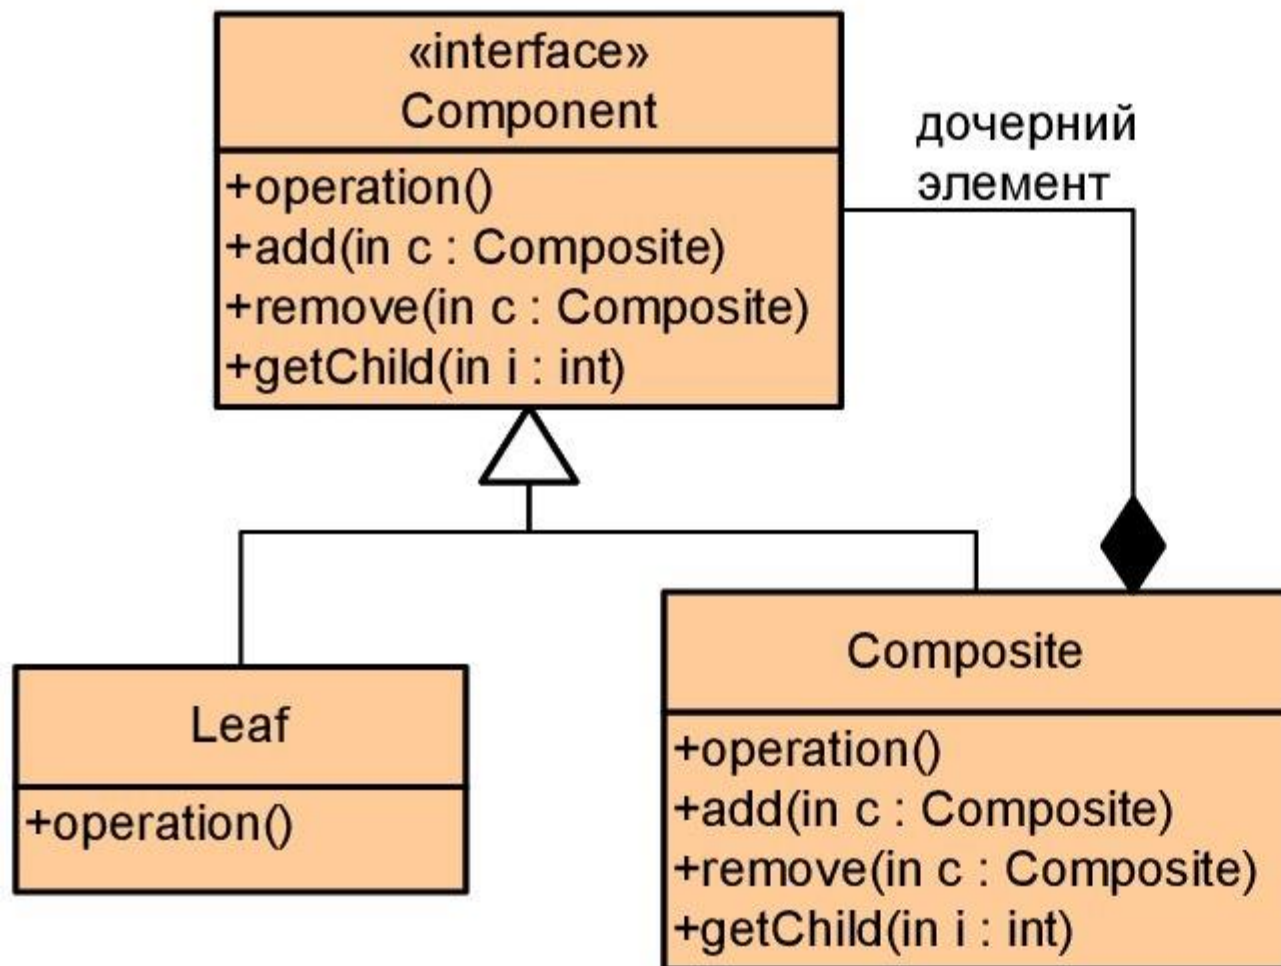 «interface»
Component
+operation()
+add(in c : Composite)
+remove(in c : Composite)
+getChild(in i : int)
дочерний
элемент
Leaf
+operation()
Composite
+operation()
+add(in c : Composite)
+remove(in c : Composite)
+getChild(in i : int)